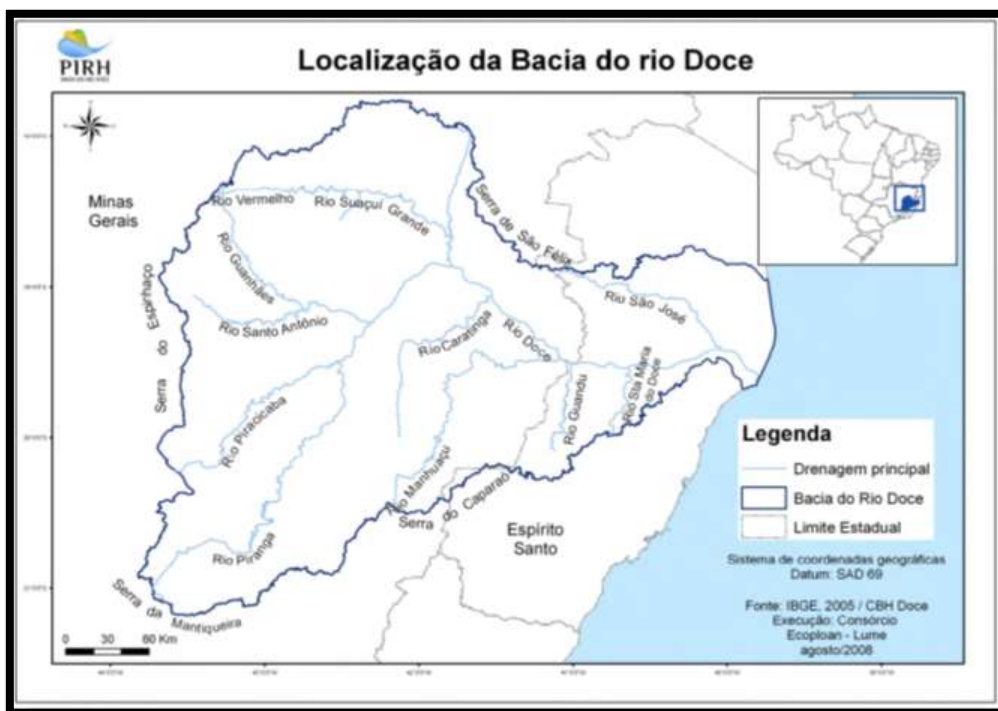 PIRH
Localização da Bacia do rio Doce
Minas
Gerais
Rio Vermelho
Rio Suaçuí Grande
Serra de São Félix
Rio Guanhães
Rio Santo Antônio
Serra do Espinhaço
Riu São José
Rio Caratinga
Rio Doce
Rio Guandu
Rio Sta Maria
do Doce
Rio Piracicaba
Rio Manhuaçu
Serra do Caparaó
Rio Piranga
Serra da Mantiqueira
Espírito
Santo
0 30 60 Km
Legenda
Drenagem principal
Bacia do Rio Doce
Limite Estadual
Sistema de coordenadas geográficas
Datum: SAD 69
Fonte: IBGE, 2005 / CBH Doce
Execução: Consórcio
Ecoploan - Lume
agosto/2008